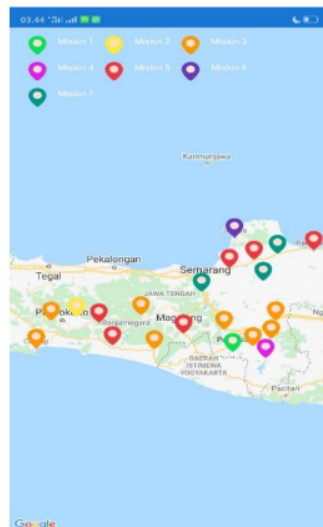 03.44
Miskin 1 Miskin 2 Miskin 3
Miskin 4 Miskin 5 Miskin 6
Miskin 7
Karimunjawa
Pekalongan
Semarang
Tegal
JAWA TENGAH
Magelang
Banjarnegara
DAERAH
ISTIMEWA
YOGYAKARTA
Pacitan
Google